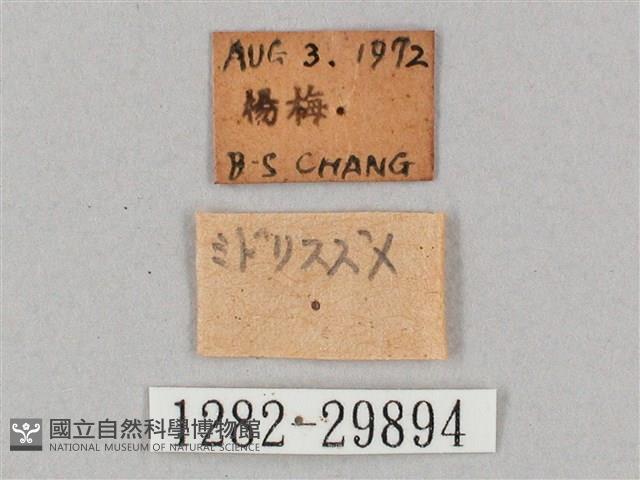 AUG 3. 1972
楊梅
B-S CHANG
ミドリスズメ
1282-29894
國立自然科學博物館
NATIONAL MUSEUM OF NATURAL SCIENCE